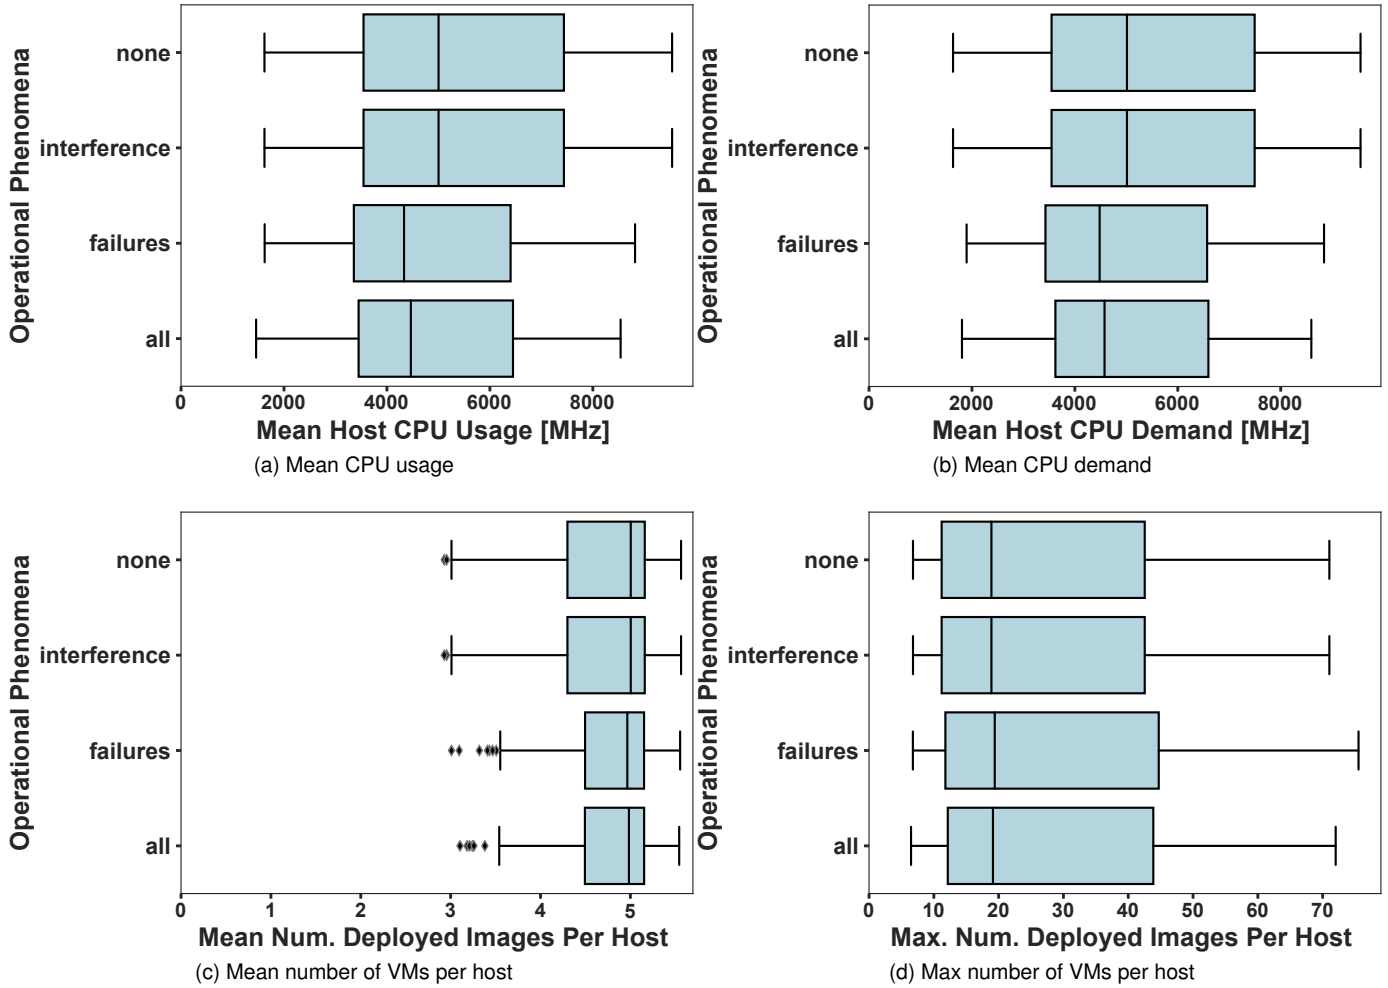 Operational Phenomena
none
interference
failures
all
0 2000 4000 6000 8000
Mean Host CPU Usage [MHz]
(a) Mean CPU usage
Operational Phenomena
none
interference
failures
all
0 2000 4000 6000 8000
Mean Host CPU Demand [MHz]
(b) Mean CPU demand
Operational Phenomena
none
interference
failures
all
0 1 2 3 4 5
Mean Num. Deployed Images Per Host
(c) Mean number of VMs per host
Operational Phenomena
none
interference
failures
all
0 10 20 30 40 50 60 70
Max. Num. Deployed Images Per Host
(d) Max number of VMs per host